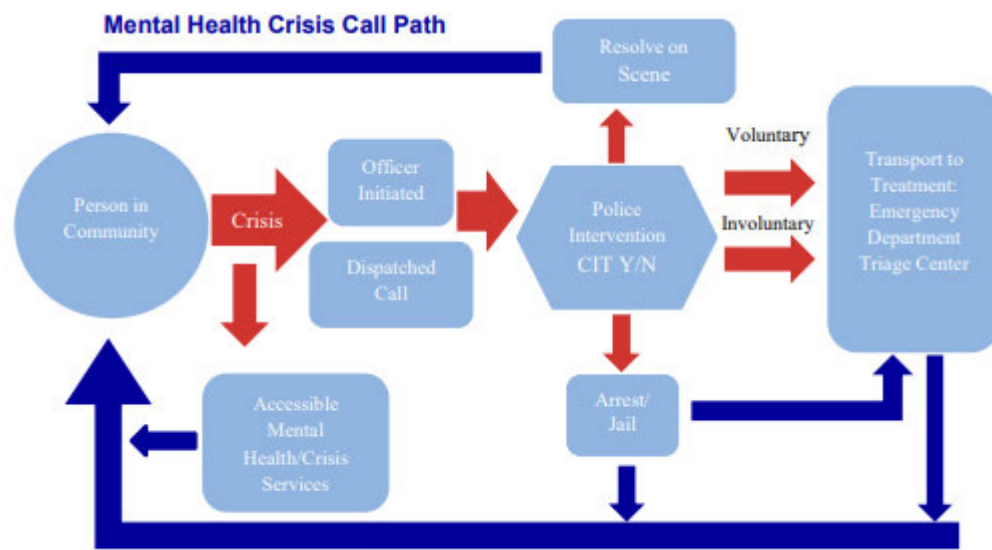 Mental Health Crisis Call Path
Resolve on
Scene
Person in
Community
Crisis
Officer
Initiated
Dispatched
Call
Police
Intervention
CIT Y/N
Voluntary
Involuntary
Transport to
Treatment:
Emergency
Department
Triage Center
Accessible
Mental
Health/Crisis
Services
Arrest/
Jail